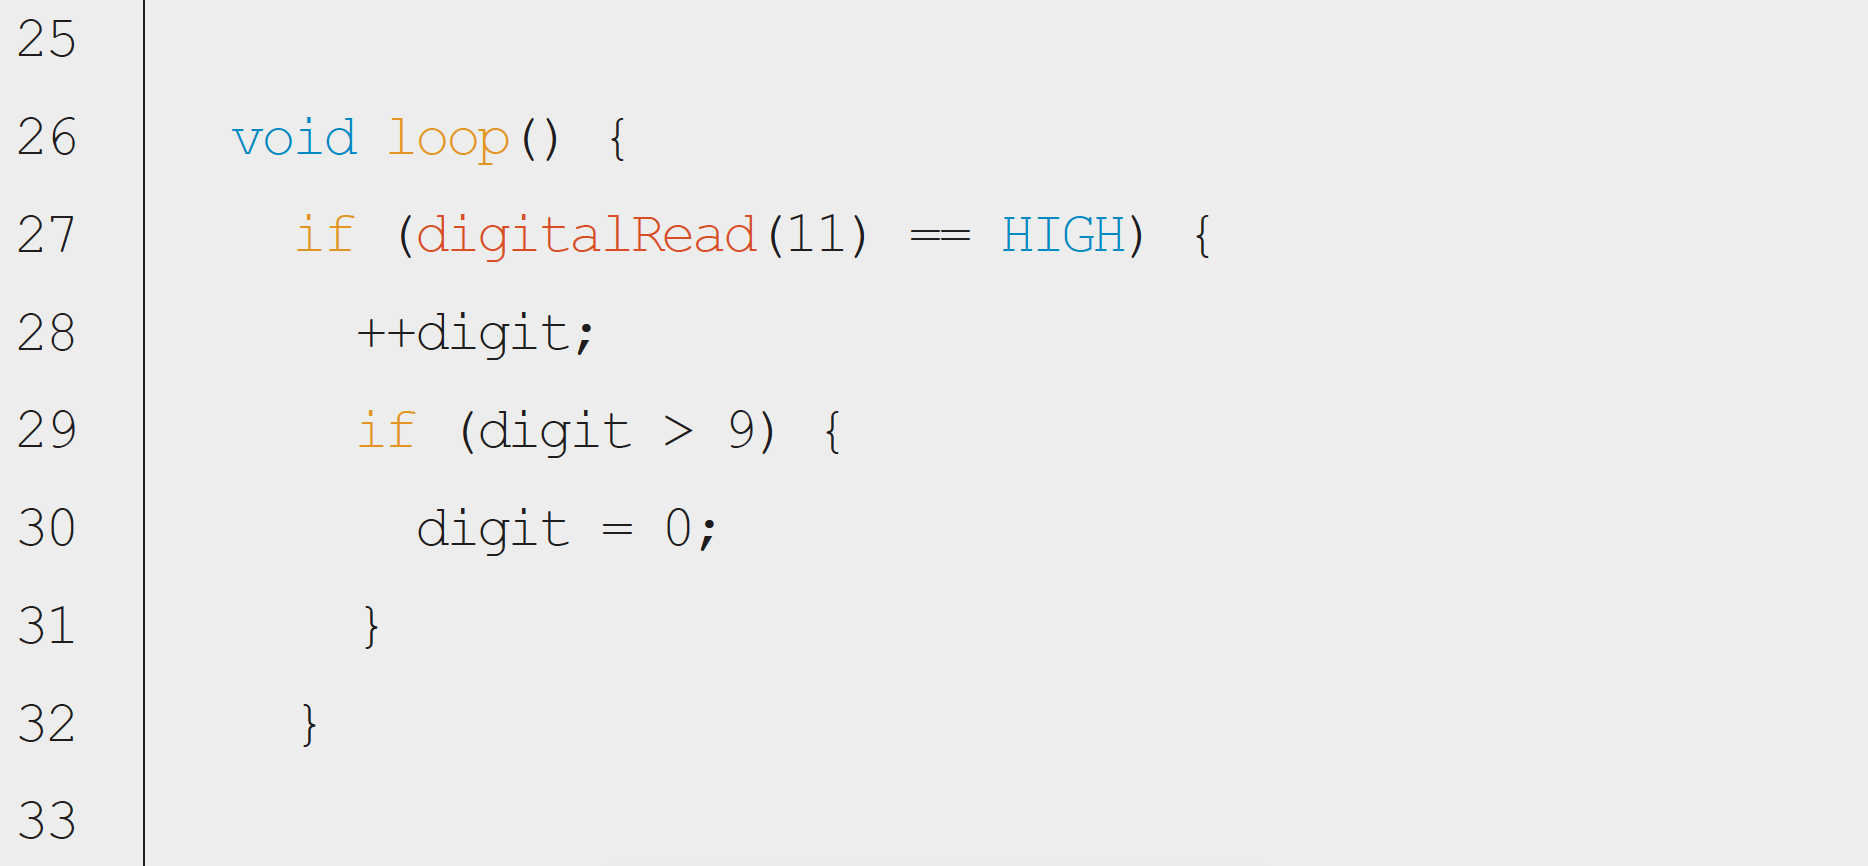 25
26 void loop() {
27 if (digitalRead(11) == HIGH) {
28 ++digit;
29 if (digit > 9) {
30 digit = 0;
31 }
32 }
33